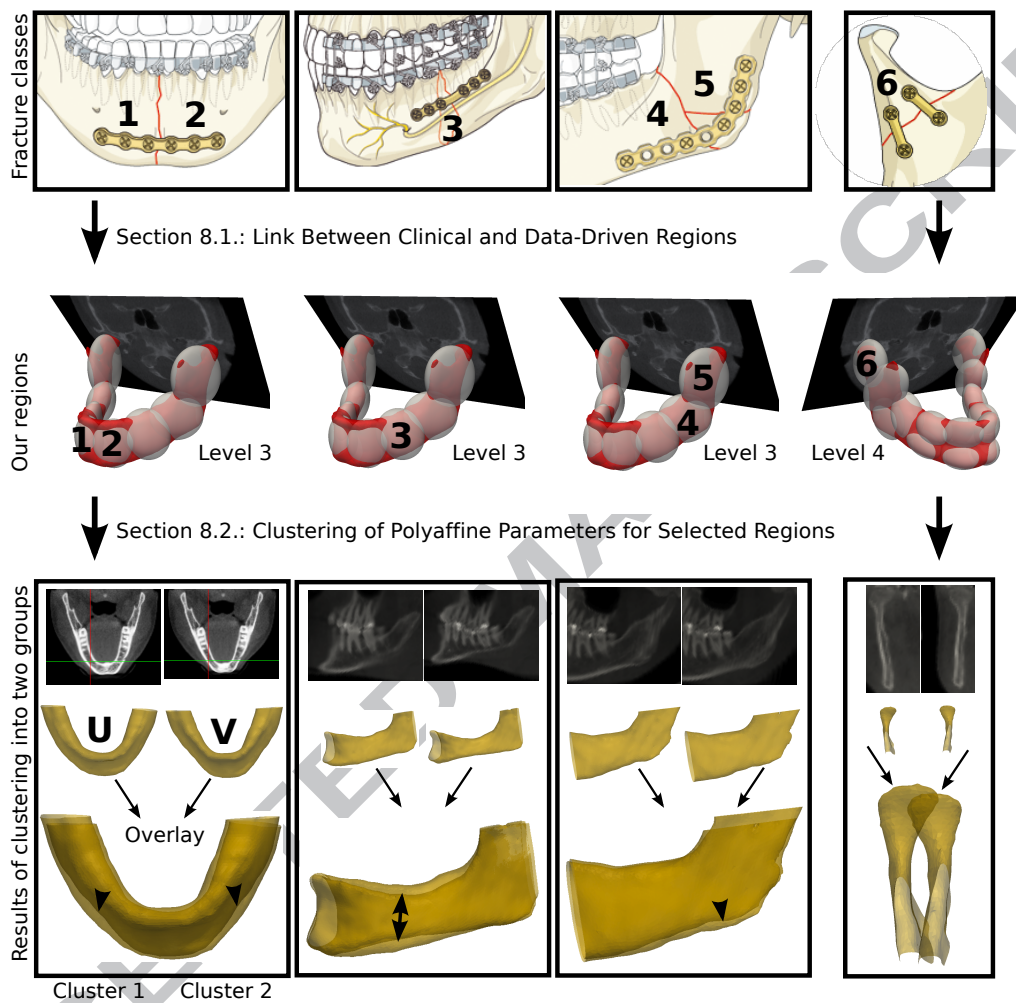 Fracture classes
1 2
3
4 5
6
Section 8.1.: Link Between Clinical and Data-Driven Regions
Our regions
1 2
Level 3
3
Level 3
4 5
Level 3
6
Level 4
Section 8.2.: Clustering of Polyaffine Parameters for Selected Regions
Results of clustering into two groups
U V
Overlay
Cluster 1 Cluster 2